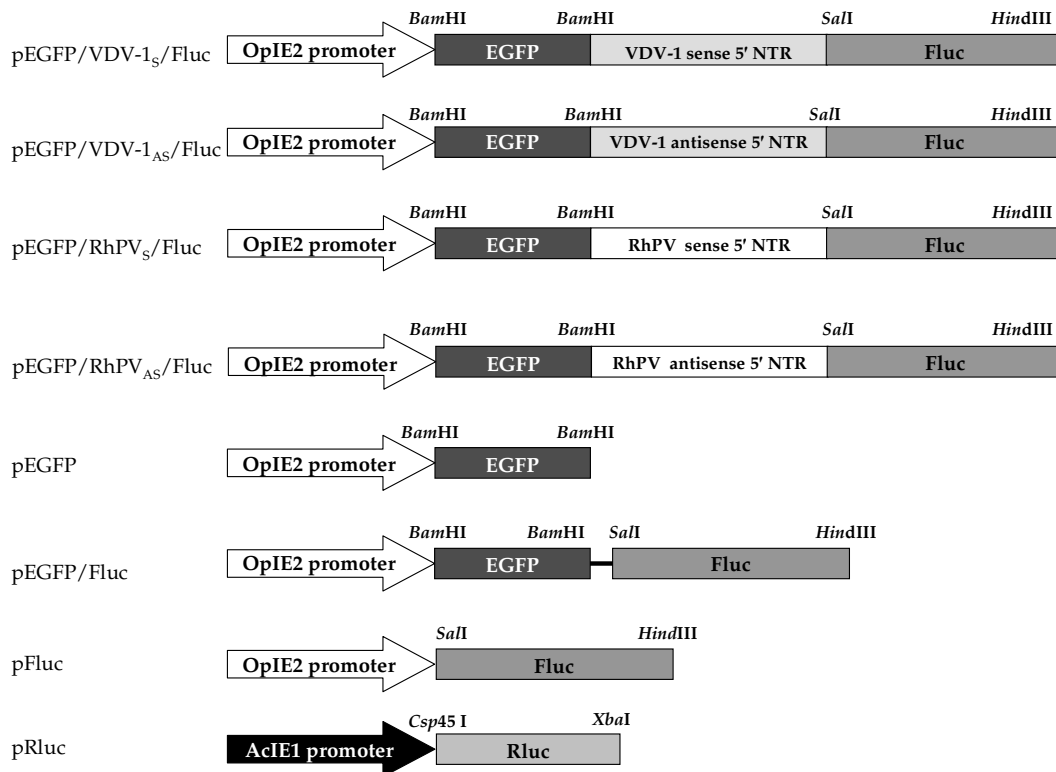 BamHI BamHI SalI HindIII
pEGFP/VDV-1S/Fluc OpIE2 promoter EGFP VDV-1 sense 5′ NTR Fluc
BamHI BamHI SalI HindIII
pEGFP/VDV-1AS/Fluc OpIE2 promoter EGFP VDV-1 antisense 5′ NTR Fluc
BamHI BamHI SalI HindIII
pEGFP/RhPVS/Fluc OpIE2 promoter EGFP RhPV sense 5′ NTR Fluc
BamHI BamHI SalI HindIII
pEGFP/RhPVAS/Fluc OpIE2 promoter EGFP RhPV antisense 5′ NTR Fluc
BamHI BamHI
pEGFP OpIE2 promoter EGFP
BamHI BamHI SalI HindIII
pEGFP/Fluc OpIE2 promoter EGFP Fluc
SalI HindIII
pFluc OpIE2 promoter Fluc
Csp45 I XbaI
pRluc AcIE1 promoter Rluc